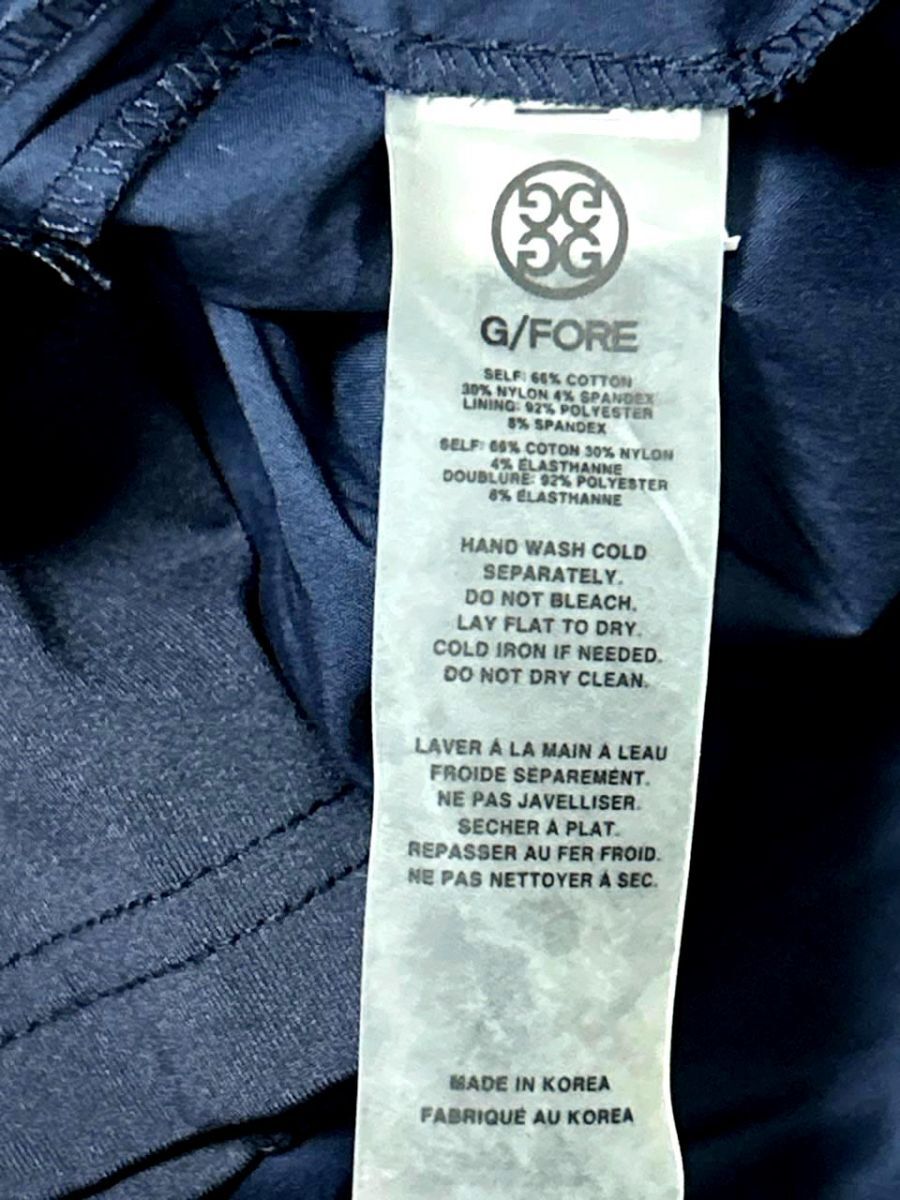 G/FORE
SELF: 66% COTTON
30% NYLON 4% SPANDEX
LINING: 92% POLYESTER
8% SPANDEX
SELF: 66% COTON 30% NYLON
4% ÉLASTHANNE
DOUBLURE: 92% POLYESTER
8% ÉLASTHANNE
HAND WASH COLD
SEPARATELY.
DO NOT BLEACH.
LAY FLAT TO DRY.
COLD IRON IF NEEDED.
DO NOT DRY CLEAN.
LAVER À LA MAIN À LEAU
FROIDE SÉPARÉMENT.
NE PAS JAVELLISER.
SÉCHER À PLAT.
REPASSER AU FER FROID.
NE PAS NETTOYER À SEC.
MADE IN KOREA
FABRIQUÉ AU KOREA